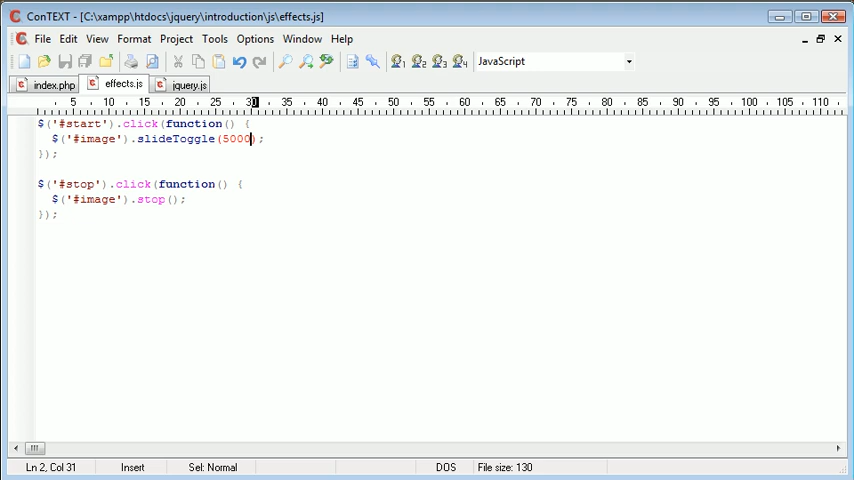 ConTEXT - [C:\xampp\htdocs\jquery\introduction\js\effects.js]
File Edit View Format Project Tools Options Window Help
JavaScript
index.php effects.js jquery.js
5 10 15 20 25 30 35 40 45 50 55 60 65 70 75 80 85 90 95 100 105 110
$('#start').click(function() {
$('#image').slideToggle(5000);
});
$('#stop').click(function() {
$('#image').stop();
});
Ln 2, Col 31 Insert Sel: Normal DOS File size: 130